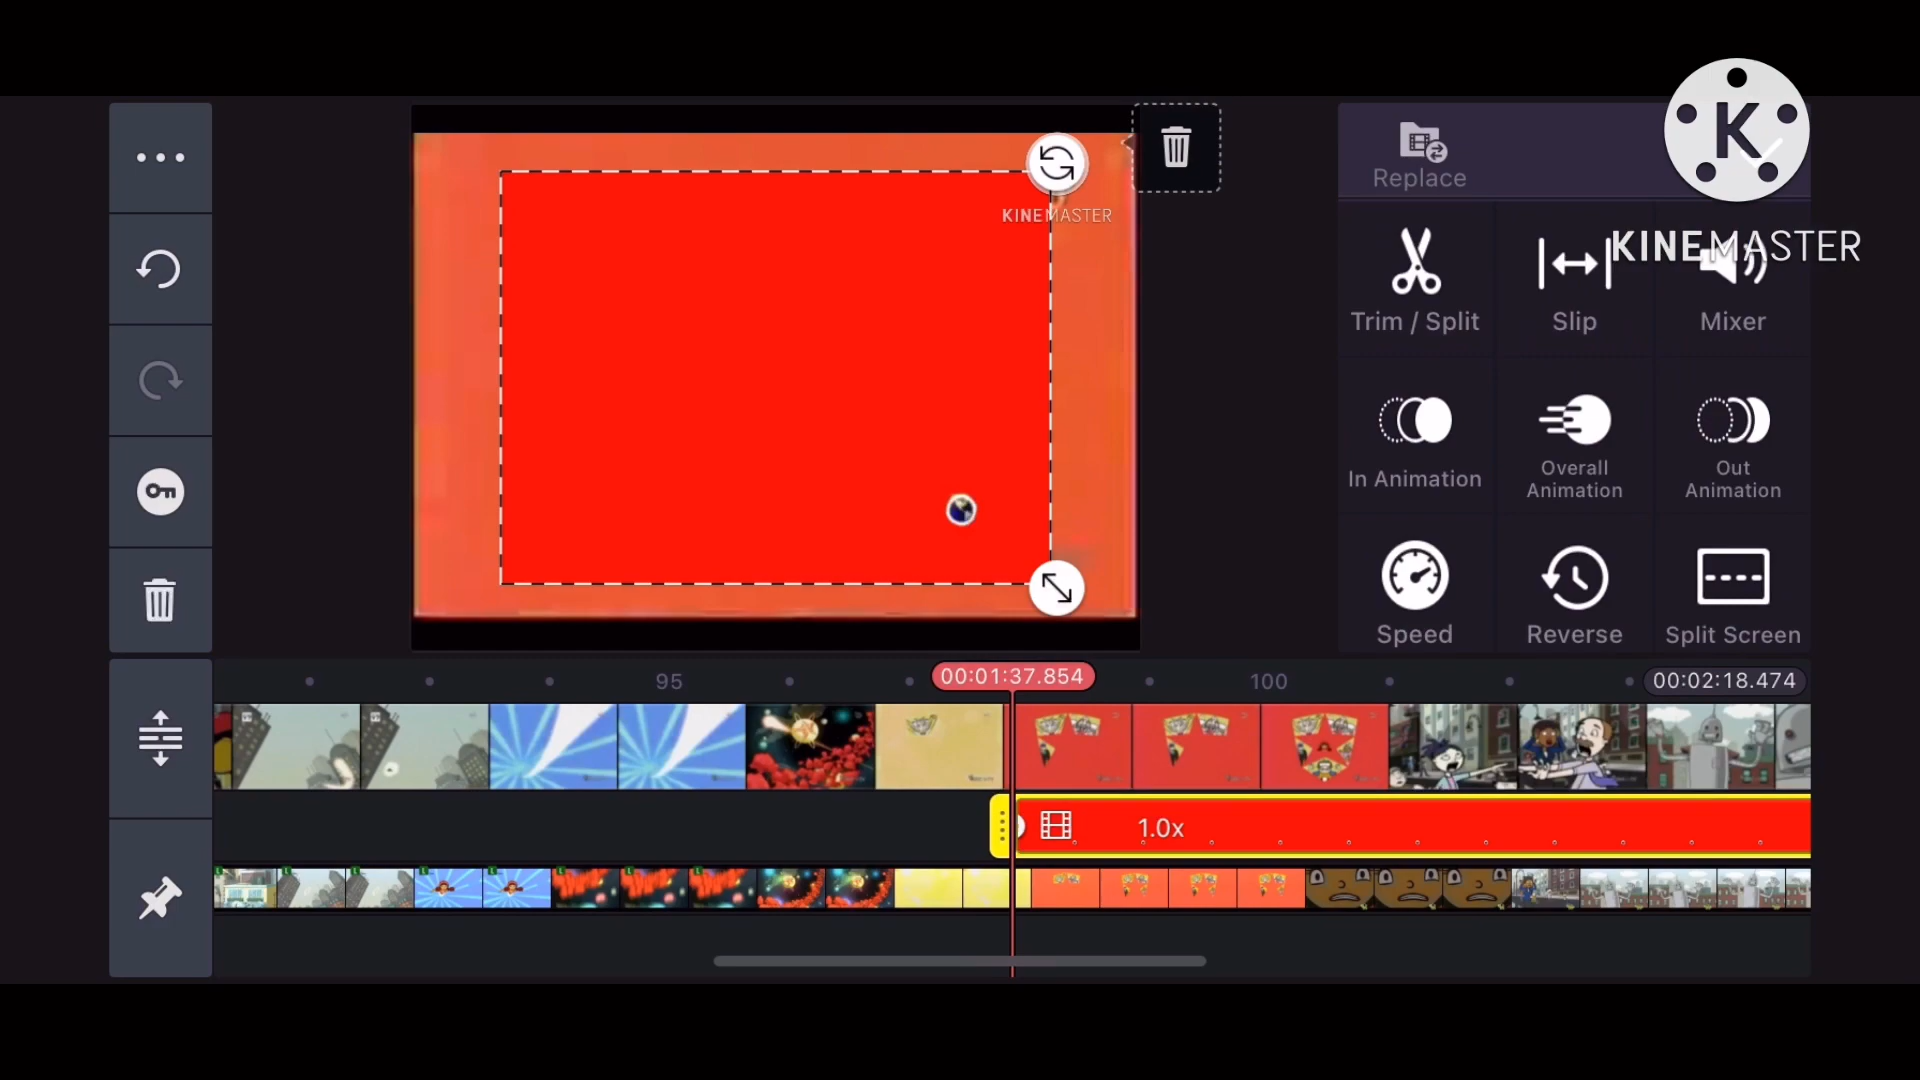 K
KINEMASTER
Replace
KINEMASTER
Trim / Split
Slip
Mixer
In Animation
Overall
Animation
Out
Animation
Speed
Reverse
Split Screen
95
00:01:37.854
100
00:02:18.474
1.0x